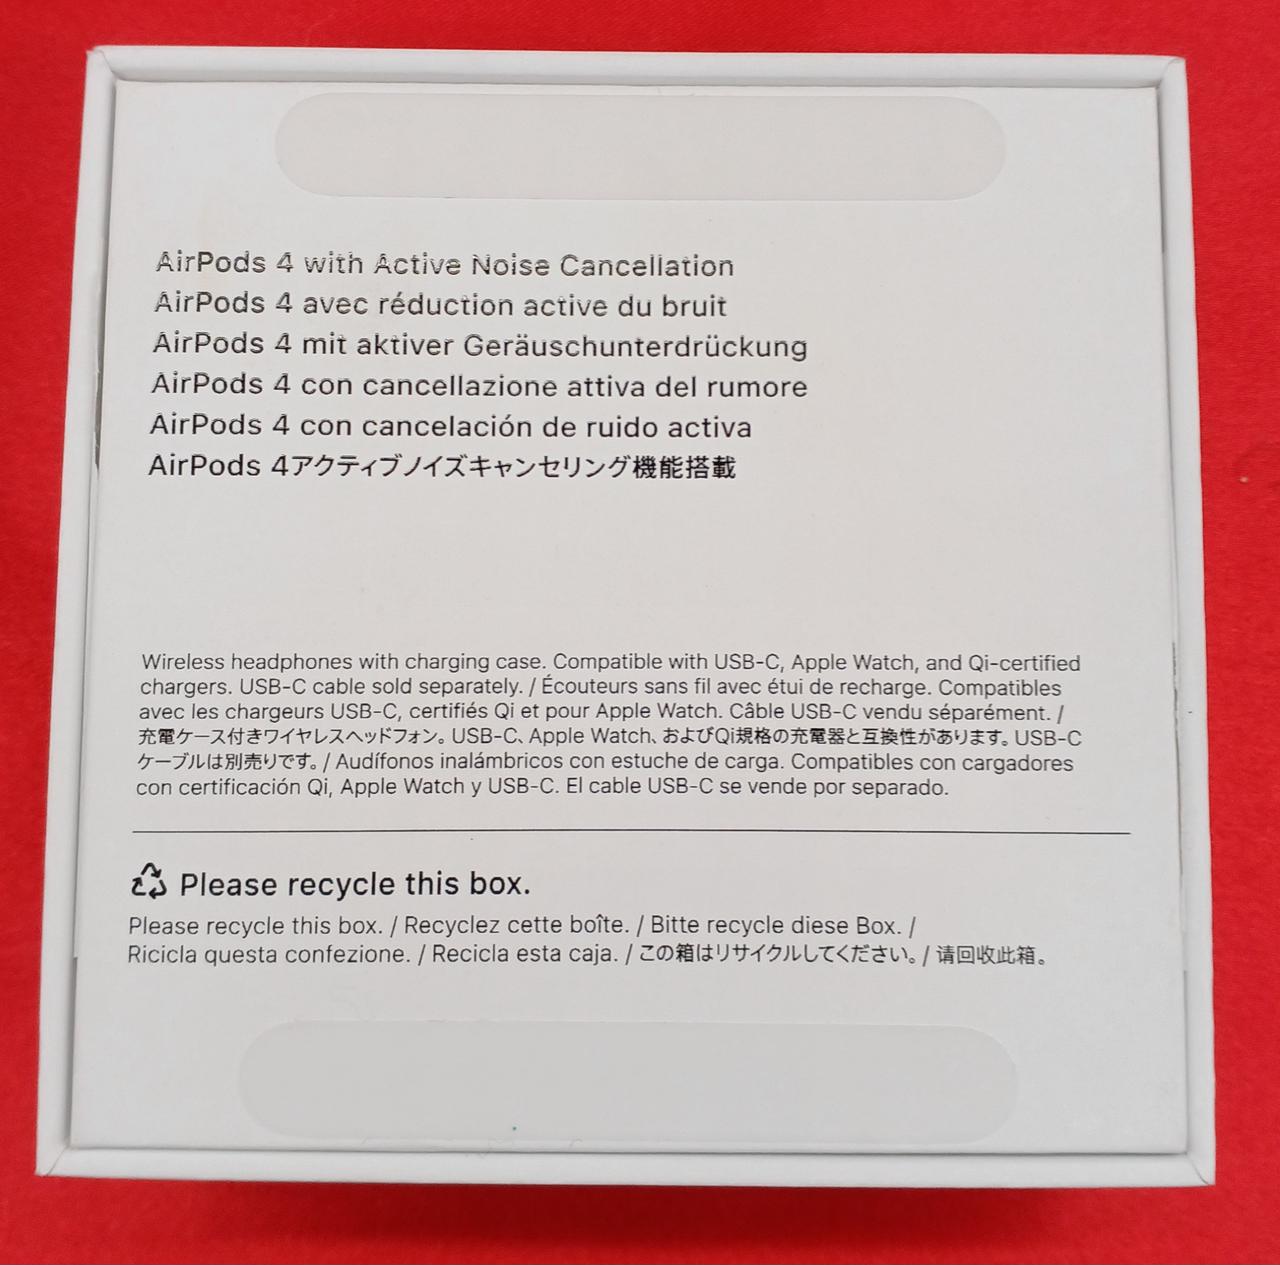 AirPods 4 with Active Noise Cancellation
AirPods 4 avec réduction active du bruit
AirPods 4 mit aktiver Geräuschunterdrückung
AirPods 4 con cancellazione attiva del rumore
AirPods 4 con cancelación de ruido activa
AirPods 4アクティブノイズキャンセリング機能搭載
Wireless headphones with charging case. Compatible with USB-C, Apple Watch, and Qi-certified
chargers. USB-C cable sold separately. / Écouteurs sans fil avec étui de recharge. Compatibles
avec les chargeurs USB-C, certifiés Qi et pour Apple Watch. Câble USB-C vendu séparément. /
充電ケース付きワイヤレスヘッドフォン。USB-C、Apple Watch、およびQi規格の充電器と互換性があります。USB-C
ケーブルは別売りです。/ Audífonos inalámbricos con estuche de carga. Compatibles con cargadores
con certificación Qi, Apple Watch y USB-C. El cable USB-C se vende por separado.
Please recycle this box.
Please recycle this box. / Recyclez cette boîte. / Bitte recycle diese Box. /
Ricicla questa confezione. / Recicla esta caja. / この箱はリサイクルしてください。/ 请回收此箱。